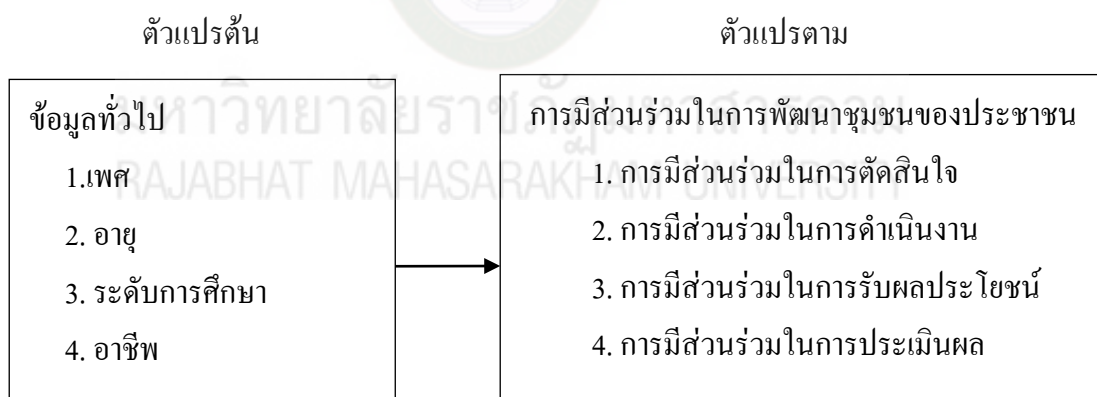 ตัวแปรต้น
ตัวแปรตาม
ข้อมูลทั่วไป
1.เพศ
2. อายุ
3. ระดับการศึกษา
4. อาชีพ
การมีส่วนร่วมในการพัฒนาชุมชนของประชาชน
1. การมีส่วนร่วมในการตัดสินใจ
2. การมีส่วนร่วมในการดำเนินงาน
3. การมีส่วนร่วมในการรับผลประโยชน์
4. การมีส่วนร่วมในการประเมินผล
มหาวิทยาลัยราชภัฏมหาสารคาม
RAJABHAT MAHASARAKHAM UNIVERSITY